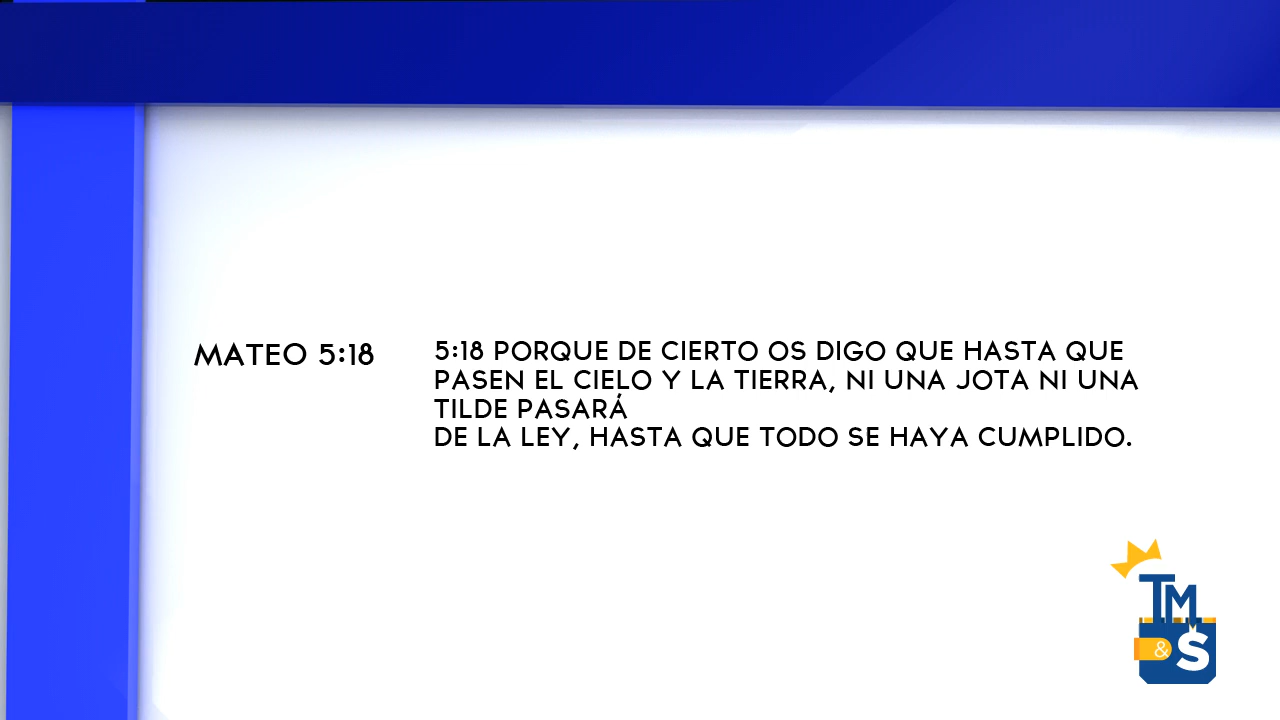 MATEO 5:18
5:18 PORQUE DE CIERTO OS DIGO QUE HASTA QUE
PASEN EL CIELO Y LA TIERRA, NI UNA JOTA NI UNA
TILDE PASARÁ
DE LA LEY, HASTA QUE TODO SE HAYA CUMPLIDO.
TM
& S